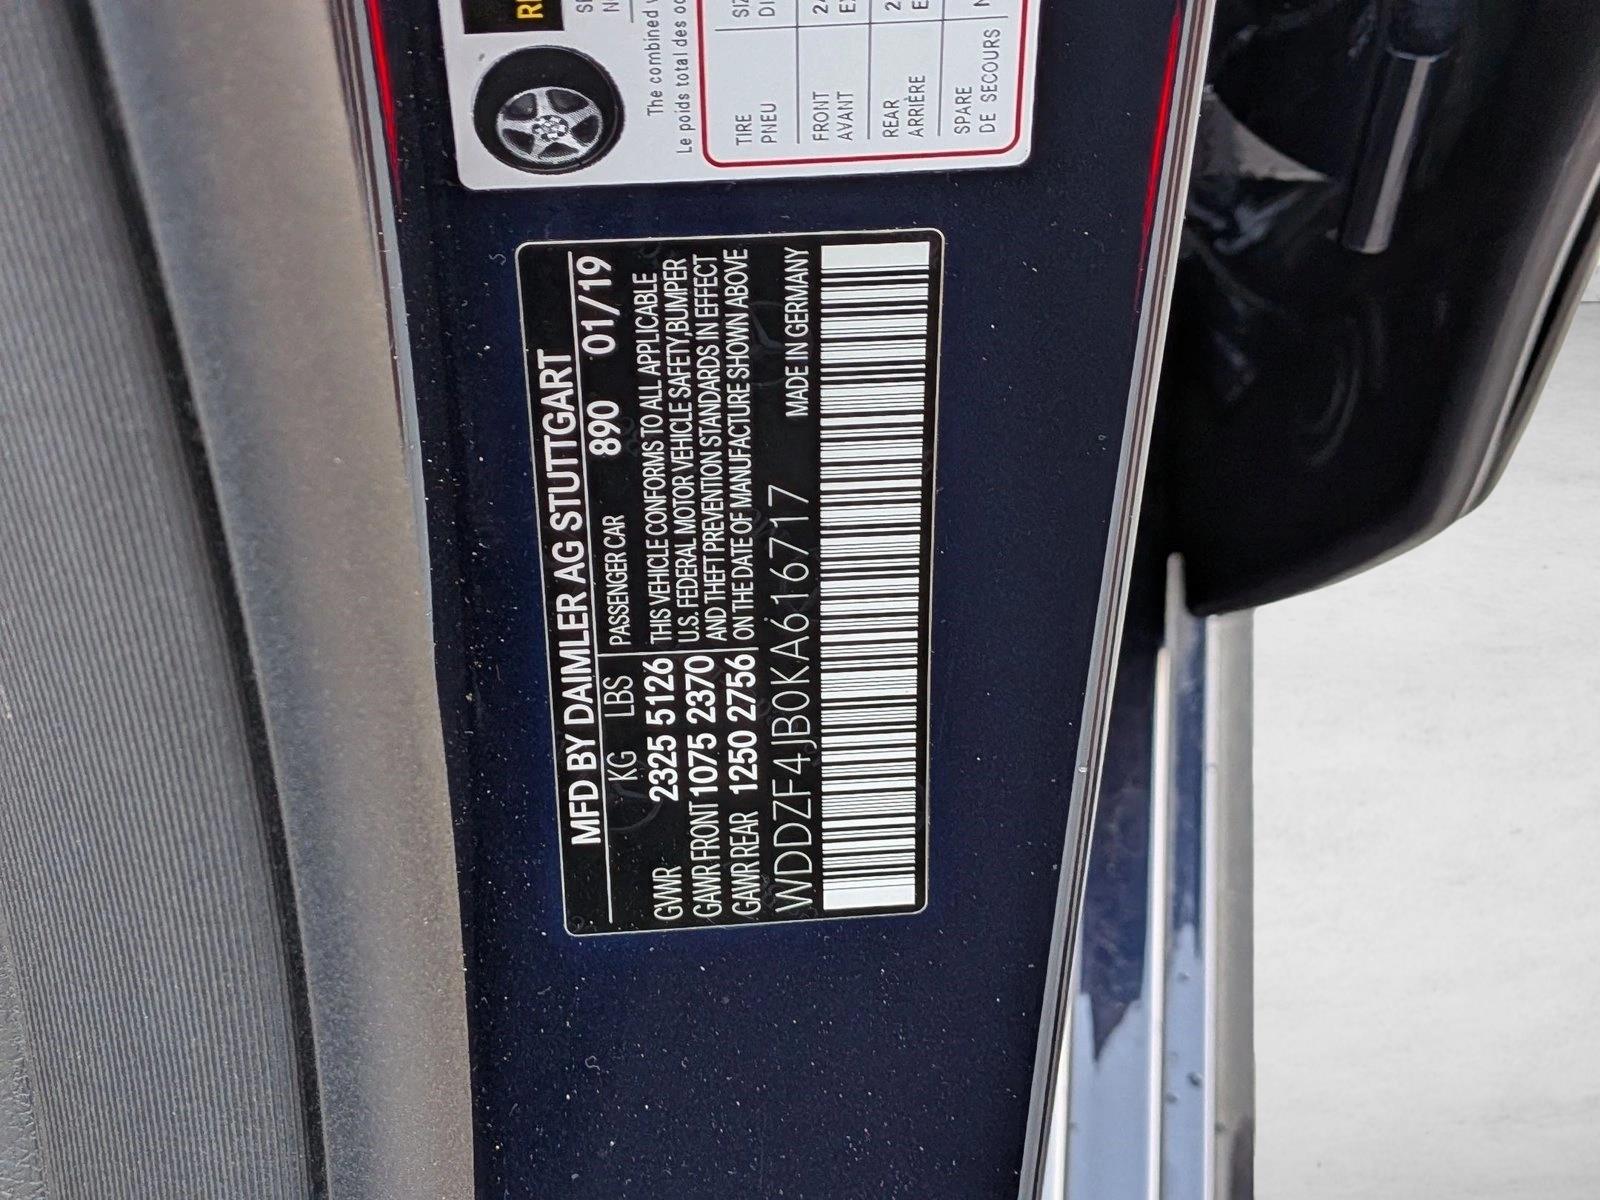 MFD BY DAIMLER AG STUTTGART
KG LBS PASSENGER CAR 890 01/19
GVWR 2325 5126 THIS VEHICLE CONFORMS TO ALL APPLICABLE
GAWR FRONT 1075 2370 U.S. FEDERAL MOTOR VEHICLE SAFETY,BUMPER
GAWR REAR 1250 2756 AND THEFT PREVENTION STANDARDS IN EFFECT
ON THE DATE OF MANUFACTURE SHOWN ABOVE
WDDZF4JB0KA616717 MADE IN GERMANY
The combined
Le poids total des
TIRE
PNEU
FRONT
AVANT
REAR
ARRIÈRE
SPARE
DE SECOURS